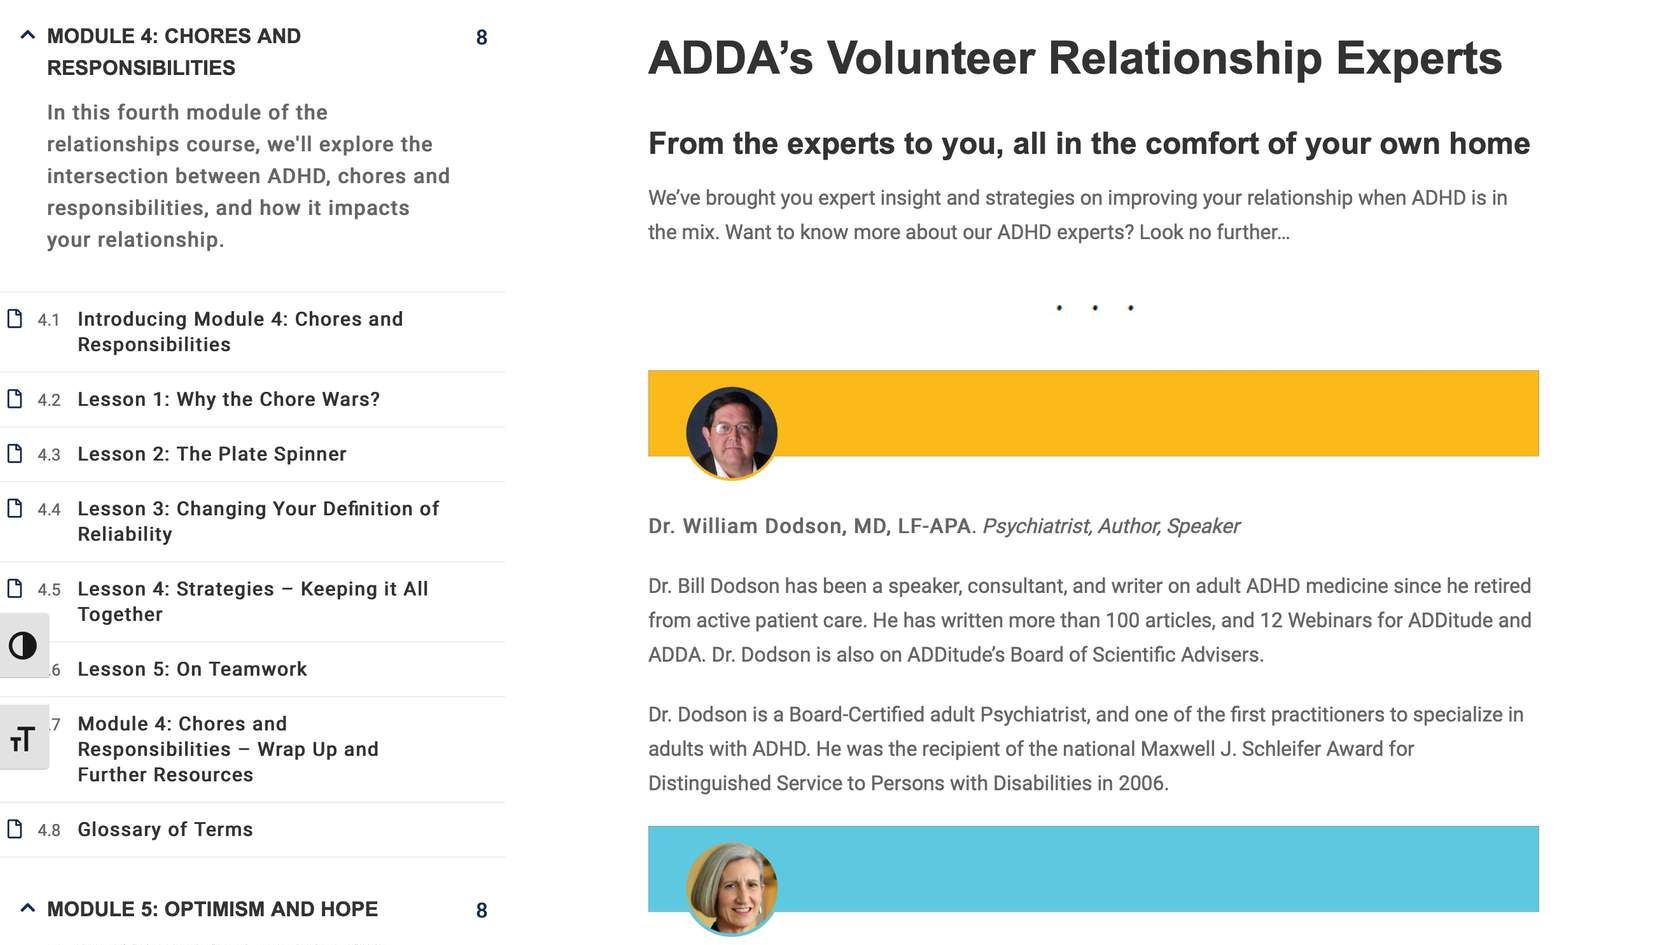 MODULE 4: CHORES AND
RESPONSIBILITIES
8
In this fourth module of the
relationships course, we'll explore the
intersection between ADHD, chores and
responsibilities, and how it impacts
your relationship.
4.1 Introducing Module 4: Chores and
Responsibilities
4.2 Lesson 1: Why the Chore Wars?
4.3 Lesson 2: The Plate Spinner
4.4 Lesson 3: Changing Your Definition of
Reliability
4.5 Lesson 4: Strategies – Keeping it All
Together
.6 Lesson 5: On Teamwork
.7 Module 4: Chores and
Responsibilities – Wrap Up and
Further Resources
4.8 Glossary of Terms
MODULE 5: OPTIMISM AND HOPE
8
TT
ADDA’s Volunteer Relationship Experts
From the experts to you, all in the comfort of your own home
We’ve brought you expert insight and strategies on improving your relationship when ADHD is in
the mix. Want to know more about our ADHD experts? Look no further…
• • •
Dr. William Dodson, MD, LF-APA. Psychiatrist, Author, Speaker
Dr. Bill Dodson has been a speaker, consultant, and writer on adult ADHD medicine since he retired
from active patient care. He has written more than 100 articles, and 12 Webinars for ADDitude and
ADDA. Dr. Dodson is also on ADDitude’s Board of Scientific Advisers.
Dr. Dodson is a Board-Certified adult Psychiatrist, and one of the first practitioners to specialize in
adults with ADHD. He was the recipient of the national Maxwell J. Schleifer Award for
Distinguished Service to Persons with Disabilities in 2006.